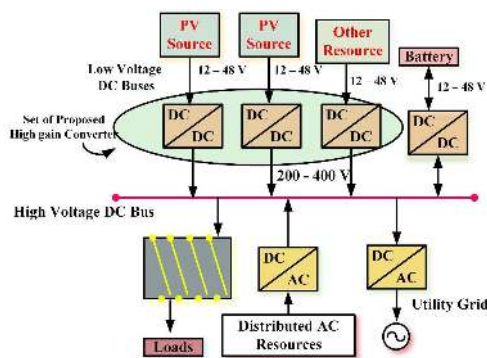 PV
Source
PV
Source
Other
Resource
Battery
Low Voltage
DC Buses
12 – 48 V
12 – 48 V
12 – 48 V
12 – 48 V
Set of Proposed
High gain Converter
DC
DC
DC
DC
DC
DC
DC
DC
200 – 400 V
High Voltage DC Bus
DC
AC
DC
AC
Utility Grid
Loads
Distributed AC
Resources